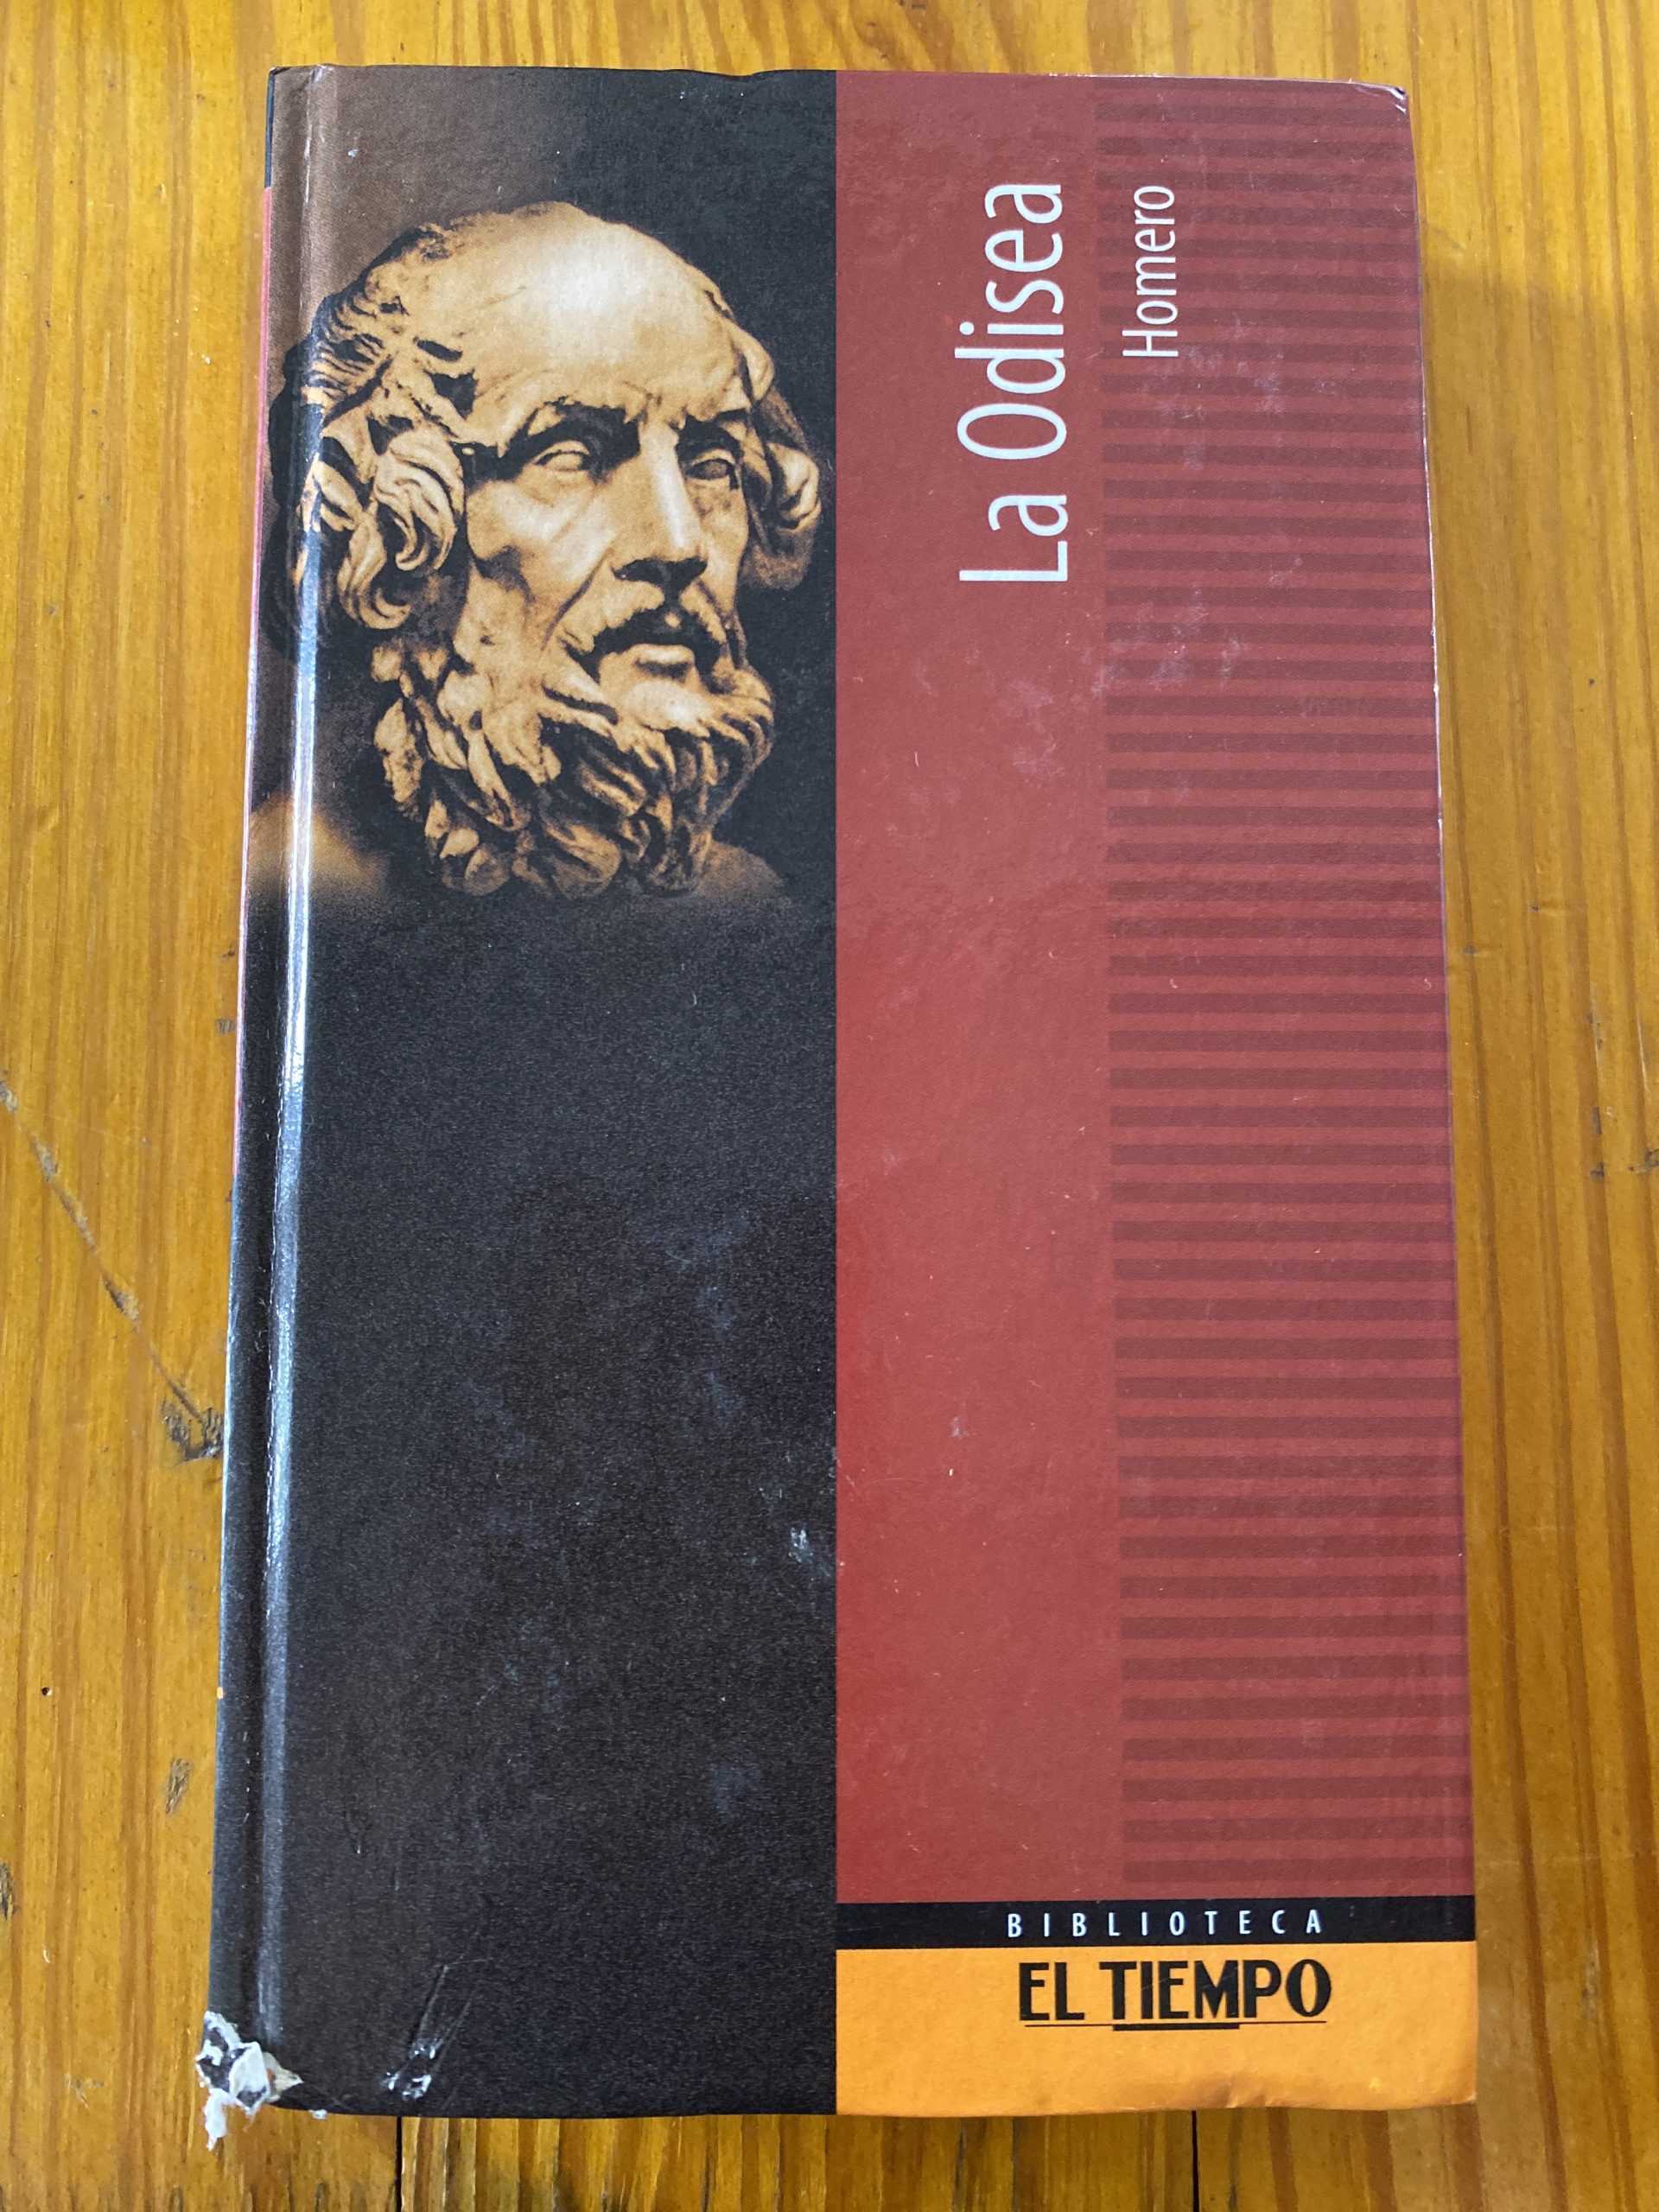 La Odisea
Homero
BIBLIOTECA
EL TIEMPO